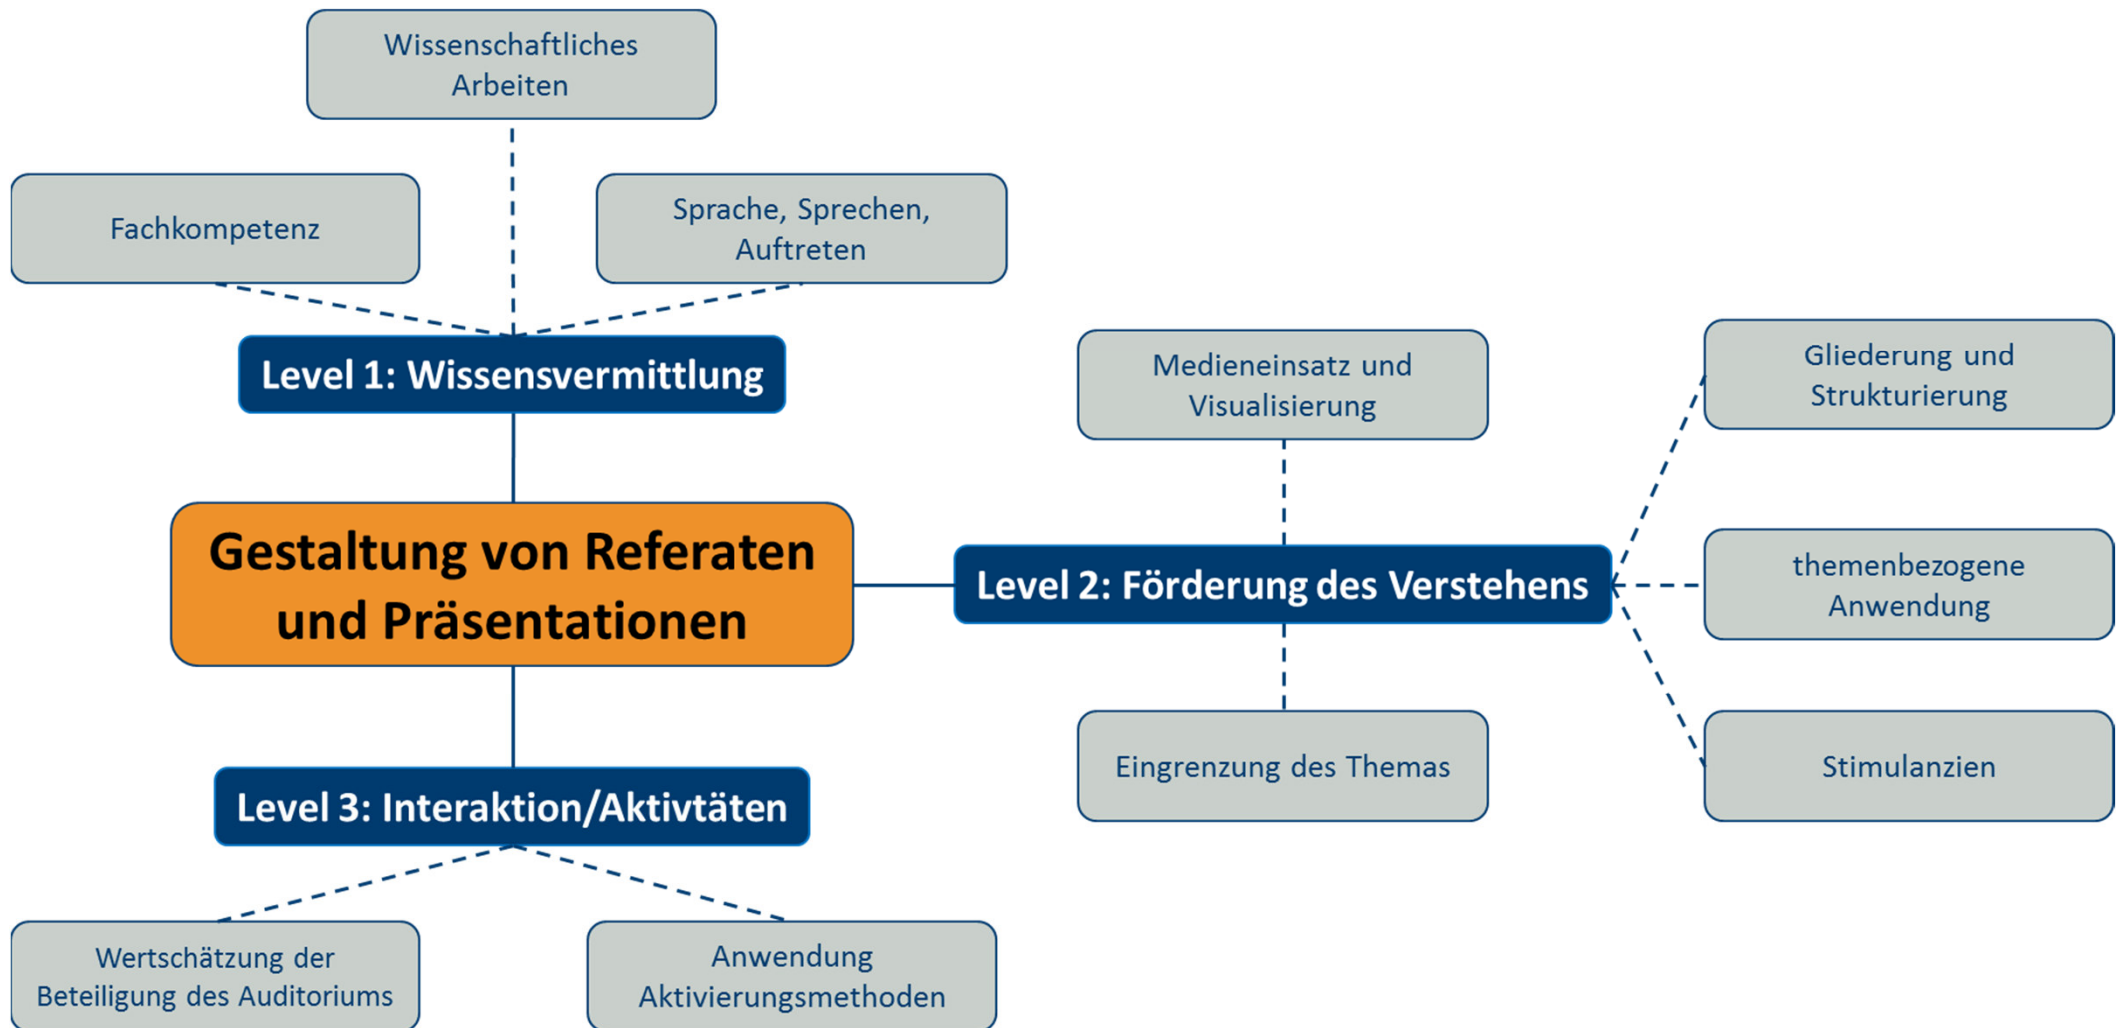 Wissenschaftliches
Arbeiten
Fachkompetenz
Sprache, Sprechen,
Auftreten
Level 1: Wissensvermittlung
Gestaltung von Referaten
und Präsentationen
Medieneinsatz und
Visualisierung
Gliederung und
Strukturierung
Level 2: Förderung des Verstehens
themenbezogene
Anwendung
Eingrenzung des Themas
Stimulanzien
Level 3: Interaktion/Aktivtäten
Wertschätzung der
Beteiligung des Auditoriums
Anwendung
Aktivierungsmethoden